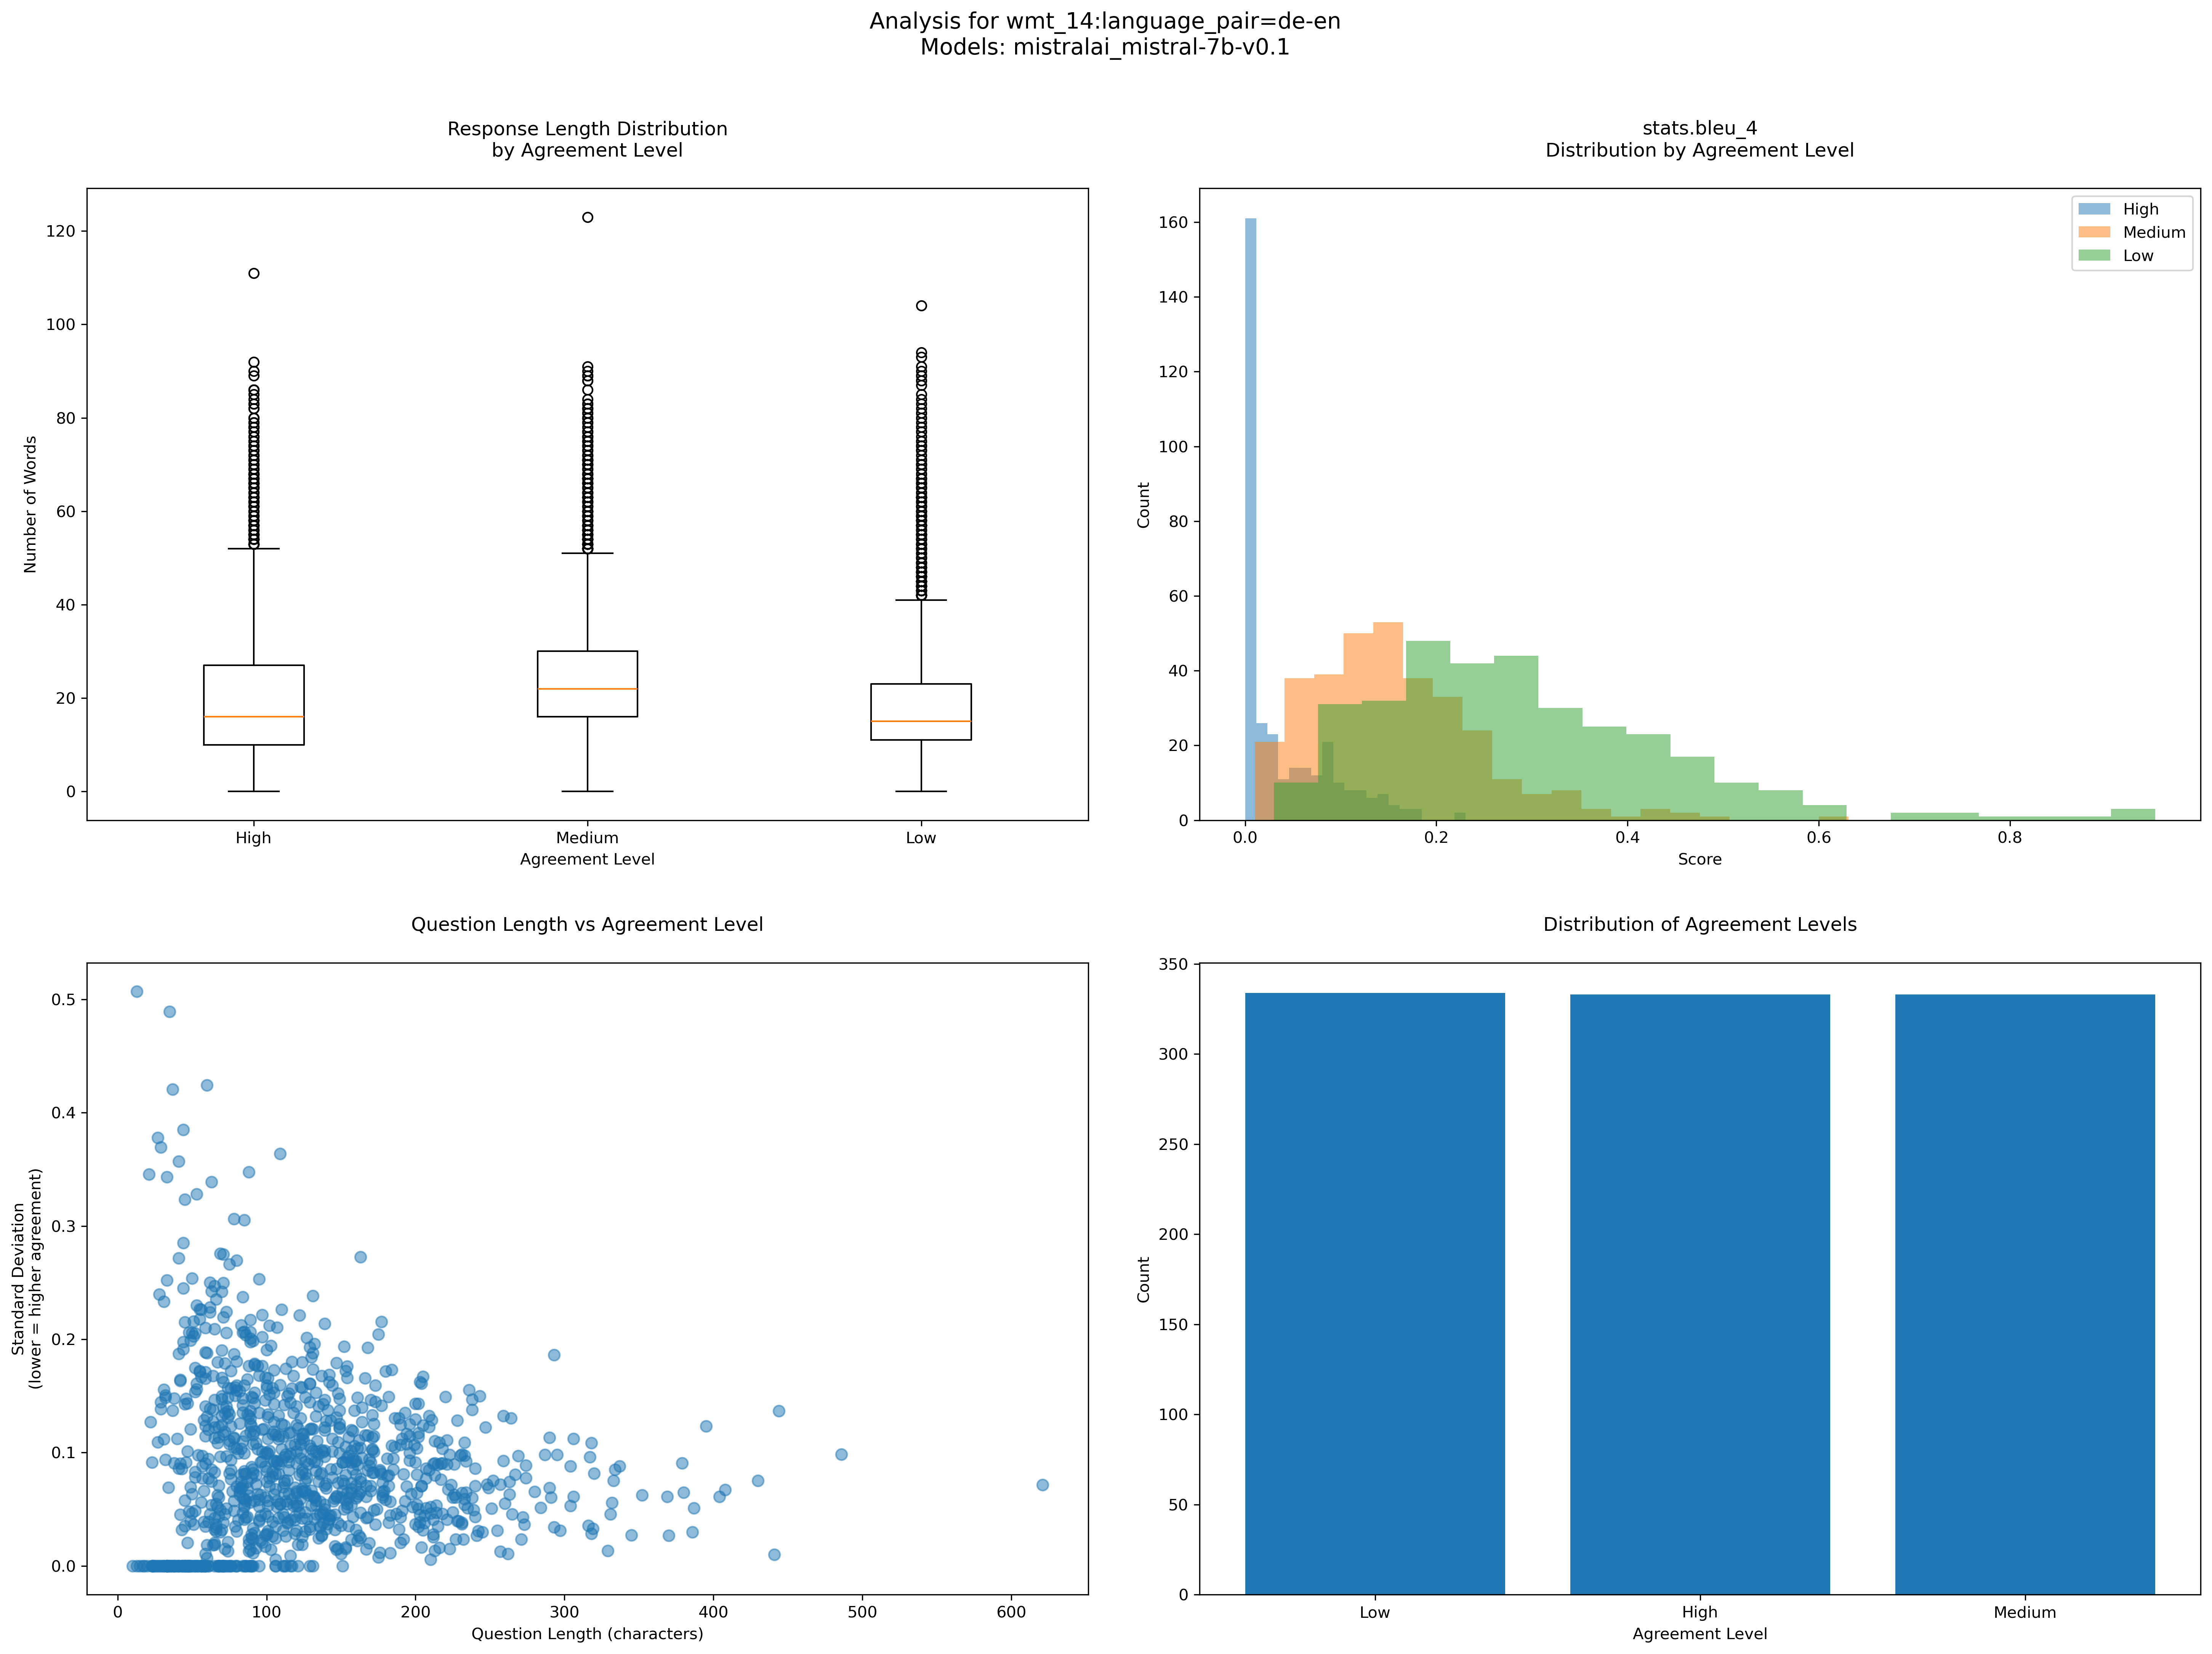 Analysis for wmt_14:language_pair=de-en
Models: mistralai_mistral-7b-v0.1
Response Length Distribution
by Agreement Level
Number of Words
120
100
80
60
40
20
0
High
Medium
Low
Agreement Level
stats.bleu_4
Distribution by Agreement Level
Count
160
140
120
100
80
60
40
20
0
0.0
0.2
0.4
0.6
0.8
Score
High
Medium
Low
Question Length vs Agreement Level
Standard Deviation
(lower = higher agreement)
0.5
0.4
0.3
0.2
0.1
0.0
0
100
200
300
400
500
600
Question Length (characters)
Distribution of Agreement Levels
Count
350
300
250
200
150
100
50
0
Low
High
Medium
Agreement Level